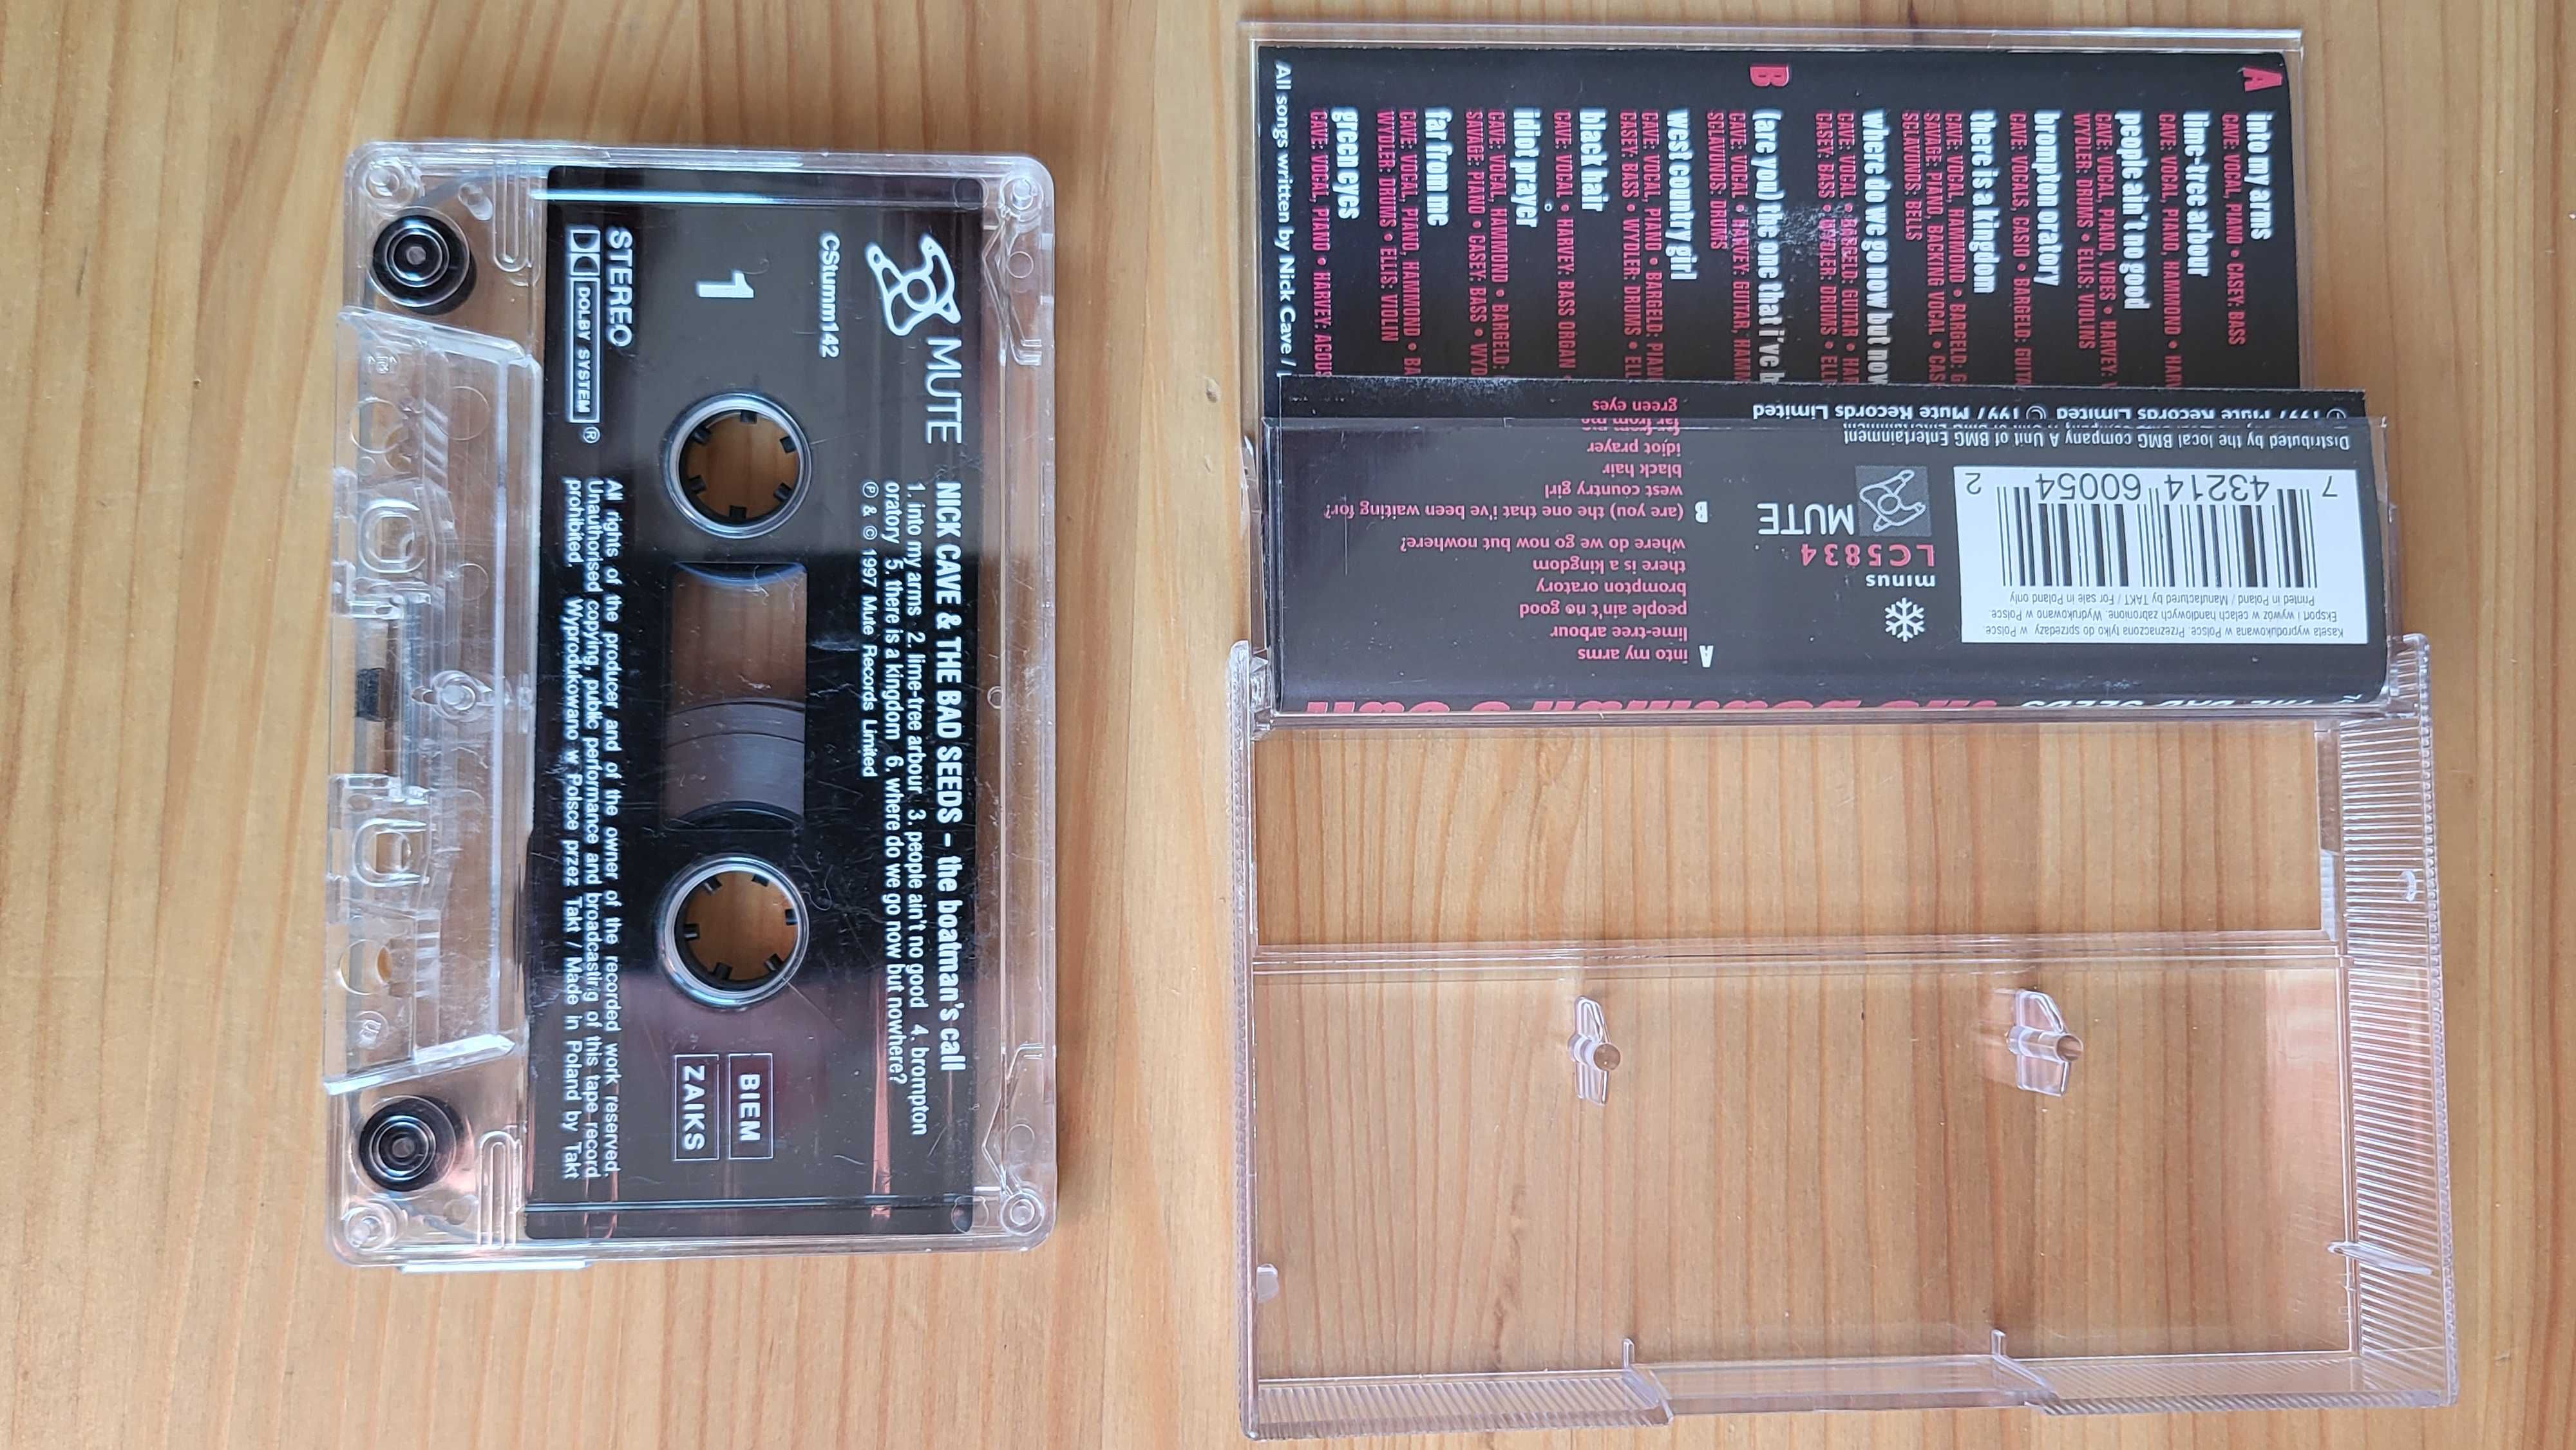 MUTE
CStumm142
1
STEREO
DOLBY SYSTEM ®
NICK CAVE & THE BAD SEEDS – the boatman's call
1. into my arms 2. lime-tree arbour 3. people ain't no good 4. brompton
oratory 5. there is a kingdom 6. where do we go now but nowhere?
℗ & © 1997 Mute Records Limited
BIEM
ZAIKS
All rights of the producer and of the owner of the recorded work reserved.
Unauthorised copying, public performance and broadcasting of this tape record
prohibited. Wyprodukowano w Polsce przez Takt / Made in Poland by Takt
A
into my arms
CAVE: VOCAL, PIANO • CASEY: BASS
lime-tree arbour
CAVE: VOCAL, PIANO, HAMMOND •
people ain't no good
CAVE: VOCAL, PIANO, VIBES • HARVEY:
WYDLER: DRUMS • ELLIS: VIOLINS
brompton oratory
CAVE: VOCALS, CASIO • BARGELD:
there is a kingdom
CAVE: VOCAL, HAMMOND • BARGELD:
SAVAGE: PIANO, BACKING VOCAL •
SCLAVUNOS: BELLS
where do we go now but now
CAVE: VOCAL • BARGELD: GUITAR •
CASEY: BASS • WYDLER: DRUMS •
B
(are you) the one that i've b
CAVE: VOCAL • HARVEY: GUITAR,
SCLAVUNOS: DRUMS
west country girl
CAVE: VOCAL, PIANO • BARGELD:
CASEY: BASS • WYDLER: DRUMS •
black hair
CAVE: VOCAL • HARVEY: BASS ORGAN
idiot prayer
CAVE: VOCAL, HAMMOND • BARGELD:
SAVAGE: PIANO • CASEY: BASS •
far from me
CAVE: VOCAL, PIANO, HAMMOND •
WYDLER: DRUMS • ELLIS: VIOLIN
green eyes
CAVE: VOCAL, PIANO • HARVEY:
All songs written by Nick Cave /
THE BAD SEEDS the boatman's call
A
into my arms
lime-tree arbour
people ain't no good
brompton oratory
there is a kingdom
where do we go now but nowhere?
B
(are you) the one that i've been waiting for?
west country girl
black hair
idiot prayer
far from me
green eyes
Kaseta wyprodukowana w Polsce. Przeznaczona tylko do sprzedaży w Polsce.
Eksport i wywóz w celach handlowych zabronione. Wydrukowano w Polsce.
Printed in Poland / Manufactured by TAKT / For sale in Poland only
7 43214 60054 2
minus
LC5834
MUTE
Distributed by the local BMG company A Unit of BMG Entertainment
℗ 1997 Mute Records Limited © 1997 Mute Records Limited